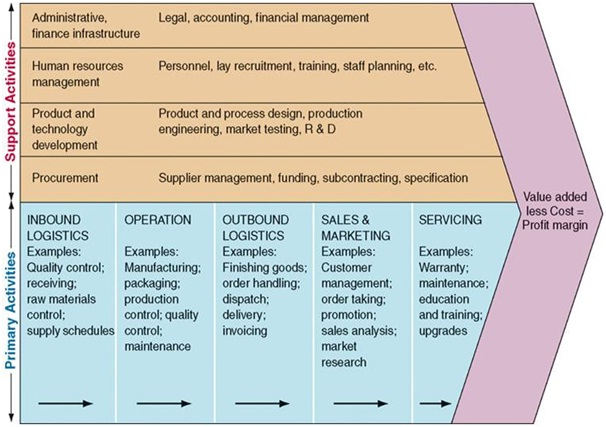 Support Activities
Administrative,
finance infrastructure
Legal, accounting, financial management
Human resources
management
Personnel, lay recruitment, training, staff planning, etc.
Product and
technology
development
Product and process design, production
engineering, market testing, R & D
Procurement
Supplier management, funding, subcontracting, specification
Primary Activities
INBOUND
LOGISTICS
Examples:
Quality control;
receiving;
raw materials
control;
supply schedules
OPERATION
Examples:
Manufacturing;
packaging;
production
control; quality
control;
maintenance
OUTBOUND
LOGISTICS
Examples:
Finishing goods;
order handling;
dispatch;
delivery;
invoicing
SALES &
MARKETING
Examples:
Customer
management;
order taking;
promotion;
sales analysis;
market
research
SERVICING
Examples:
Warranty;
maintenance;
education
and training;
upgrades
Value added
less Cost =
Profit margin